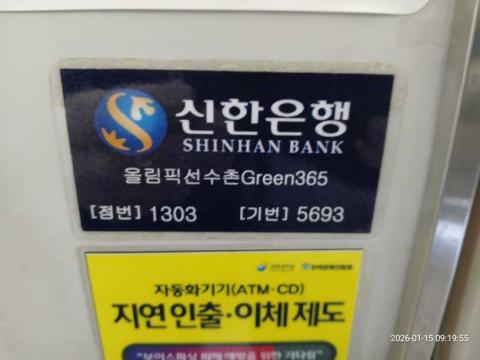 신한은행
SHINHAN BANK
올림픽선수촌Green365
[점번] 1303 [기번] 5693
자동화기기(ATM·CD)
지연 인출·이체 제도
2026-01-15 09:19:55